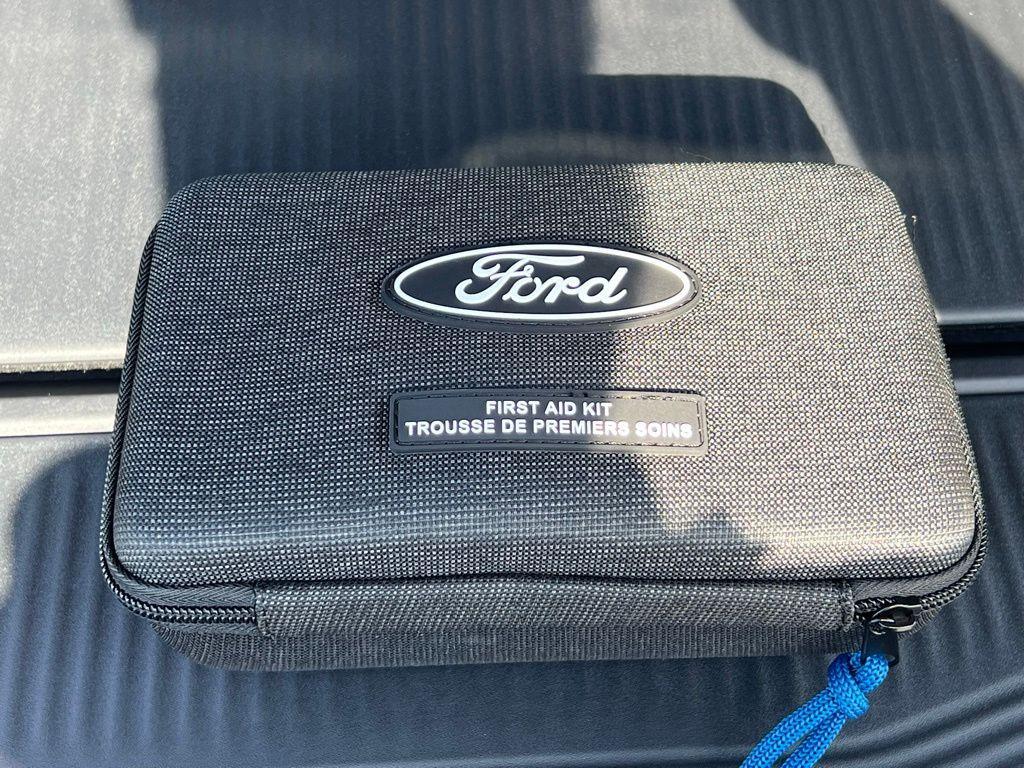 Ford
FIRST AID KIT
TROUSSE DE PREMIERS SOINS